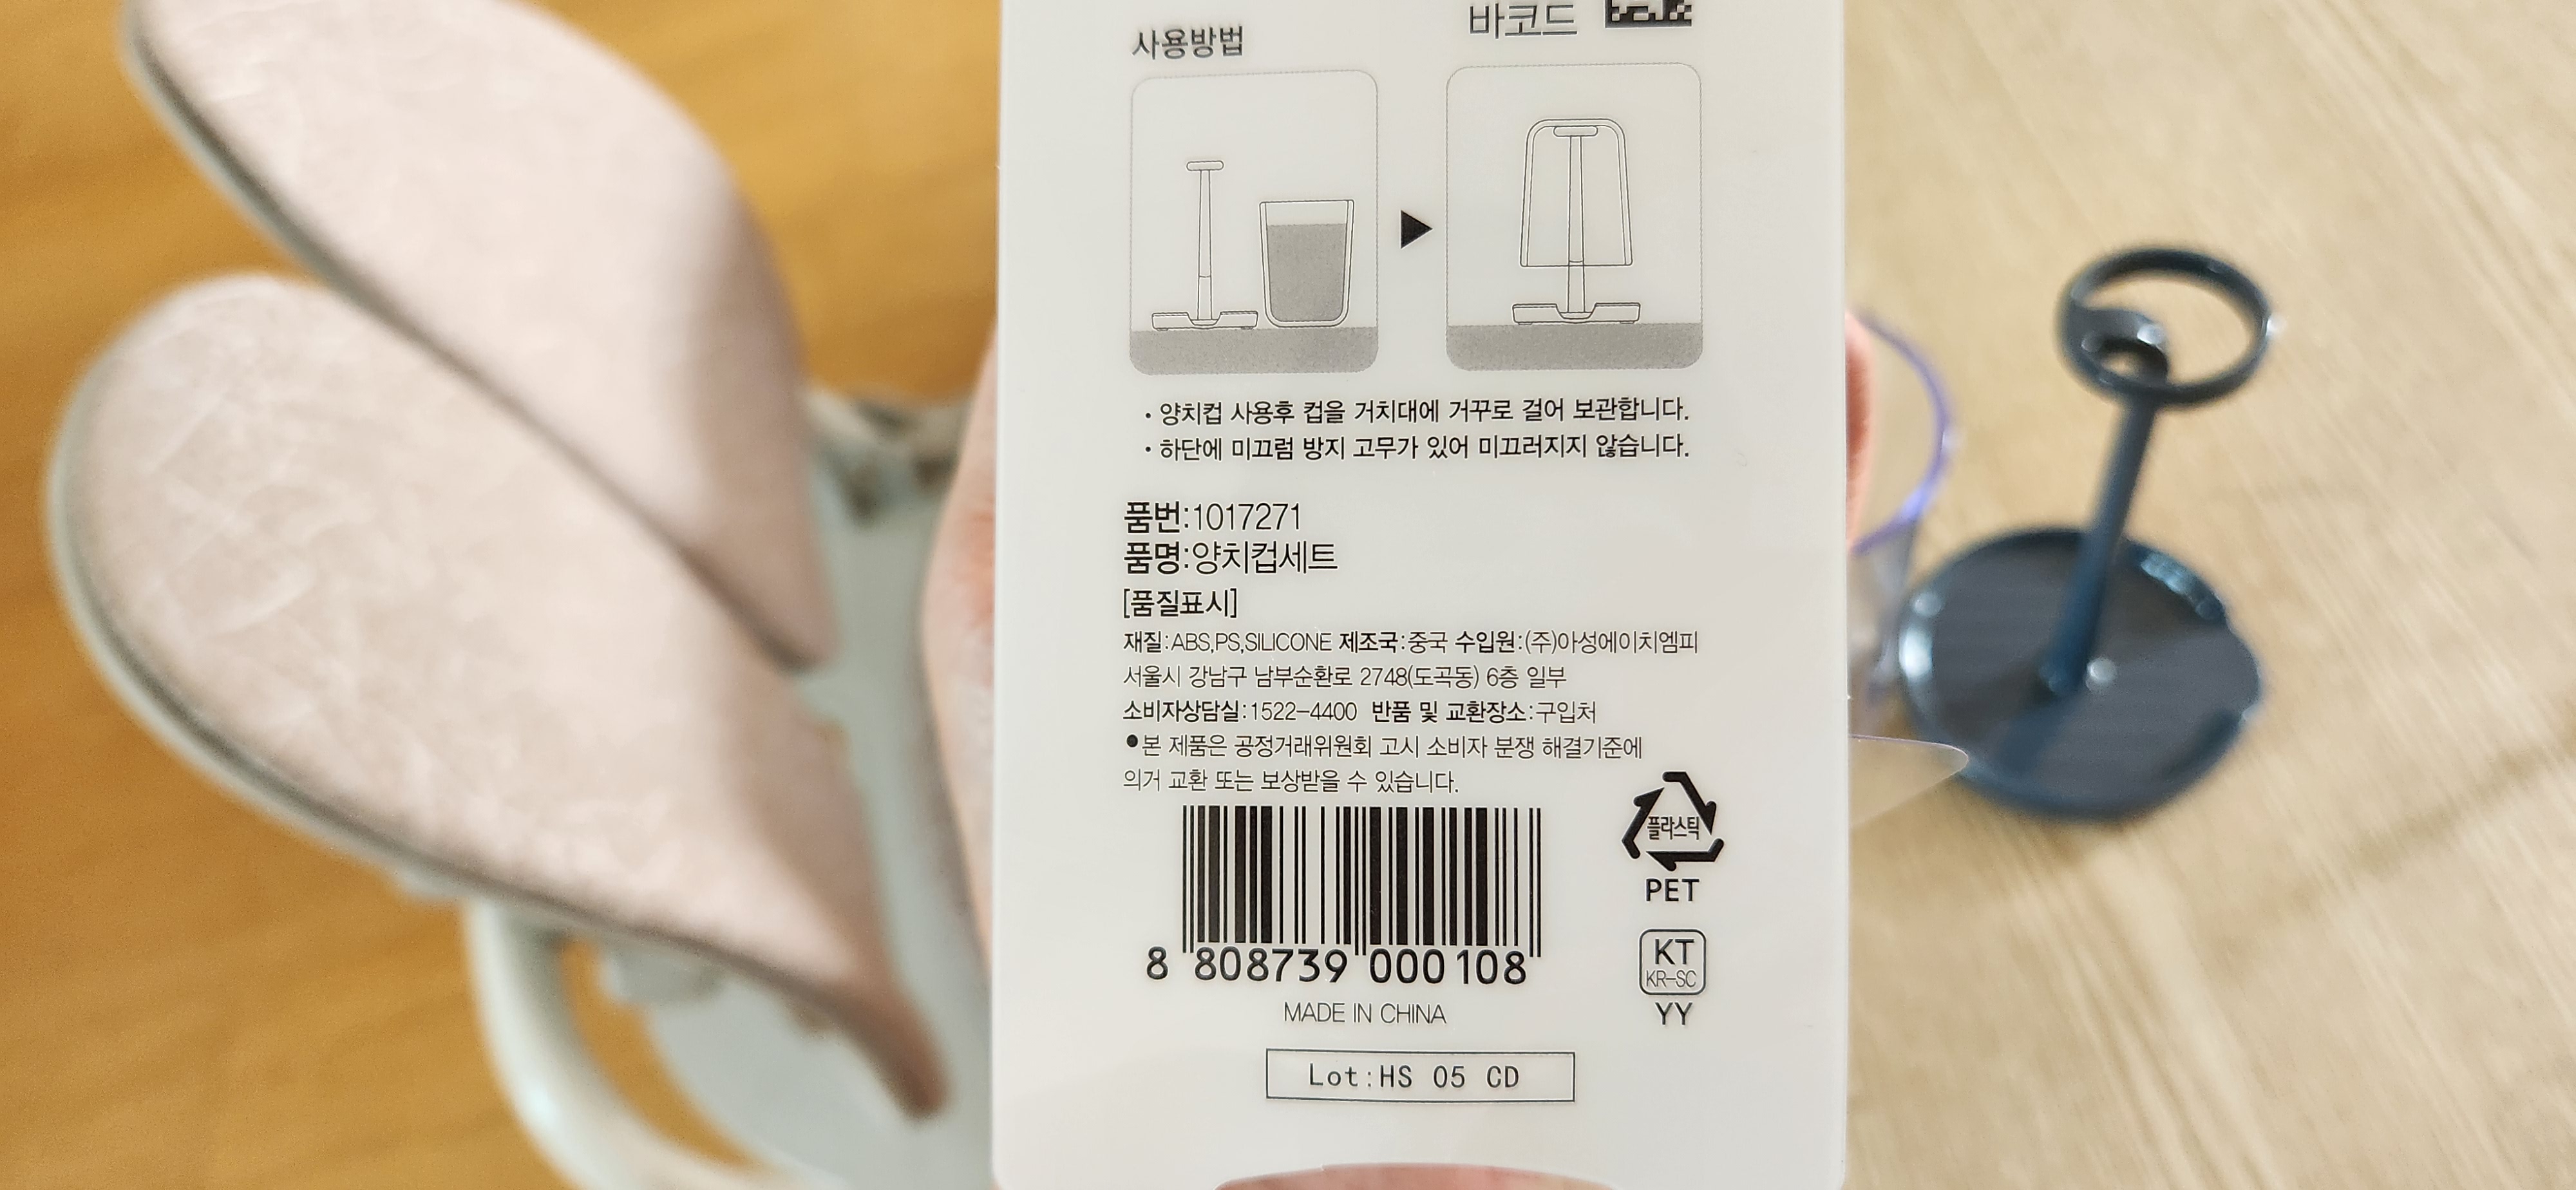 바코드
사용방법
· 양치컵 사용후 컵을 거치대에 거꾸로 걸어 보관합니다.
· 하단에 미끄럼 방지 고무가 있어 미끄러지지 않습니다.
품번:1017271
품명:양치컵세트
[품질표시]
재질:ABS,PS,SILICONE 제조국:중국 수입원:(주)아성에이치엠피
서울시 강남구 남부순환로 2748(도곡동) 6층 일부
소비자상담실:1522-4400 반품 및 교환장소:구입처
●본 제품은 공정거래위원회 고시 소비자 분쟁 해결기준에
의거 교환 또는 보상받을 수 있습니다.
플라스틱
PET
8 808739 000108
KT
KR-SC
YY
MADE IN CHINA
Lot:HS 05 CD